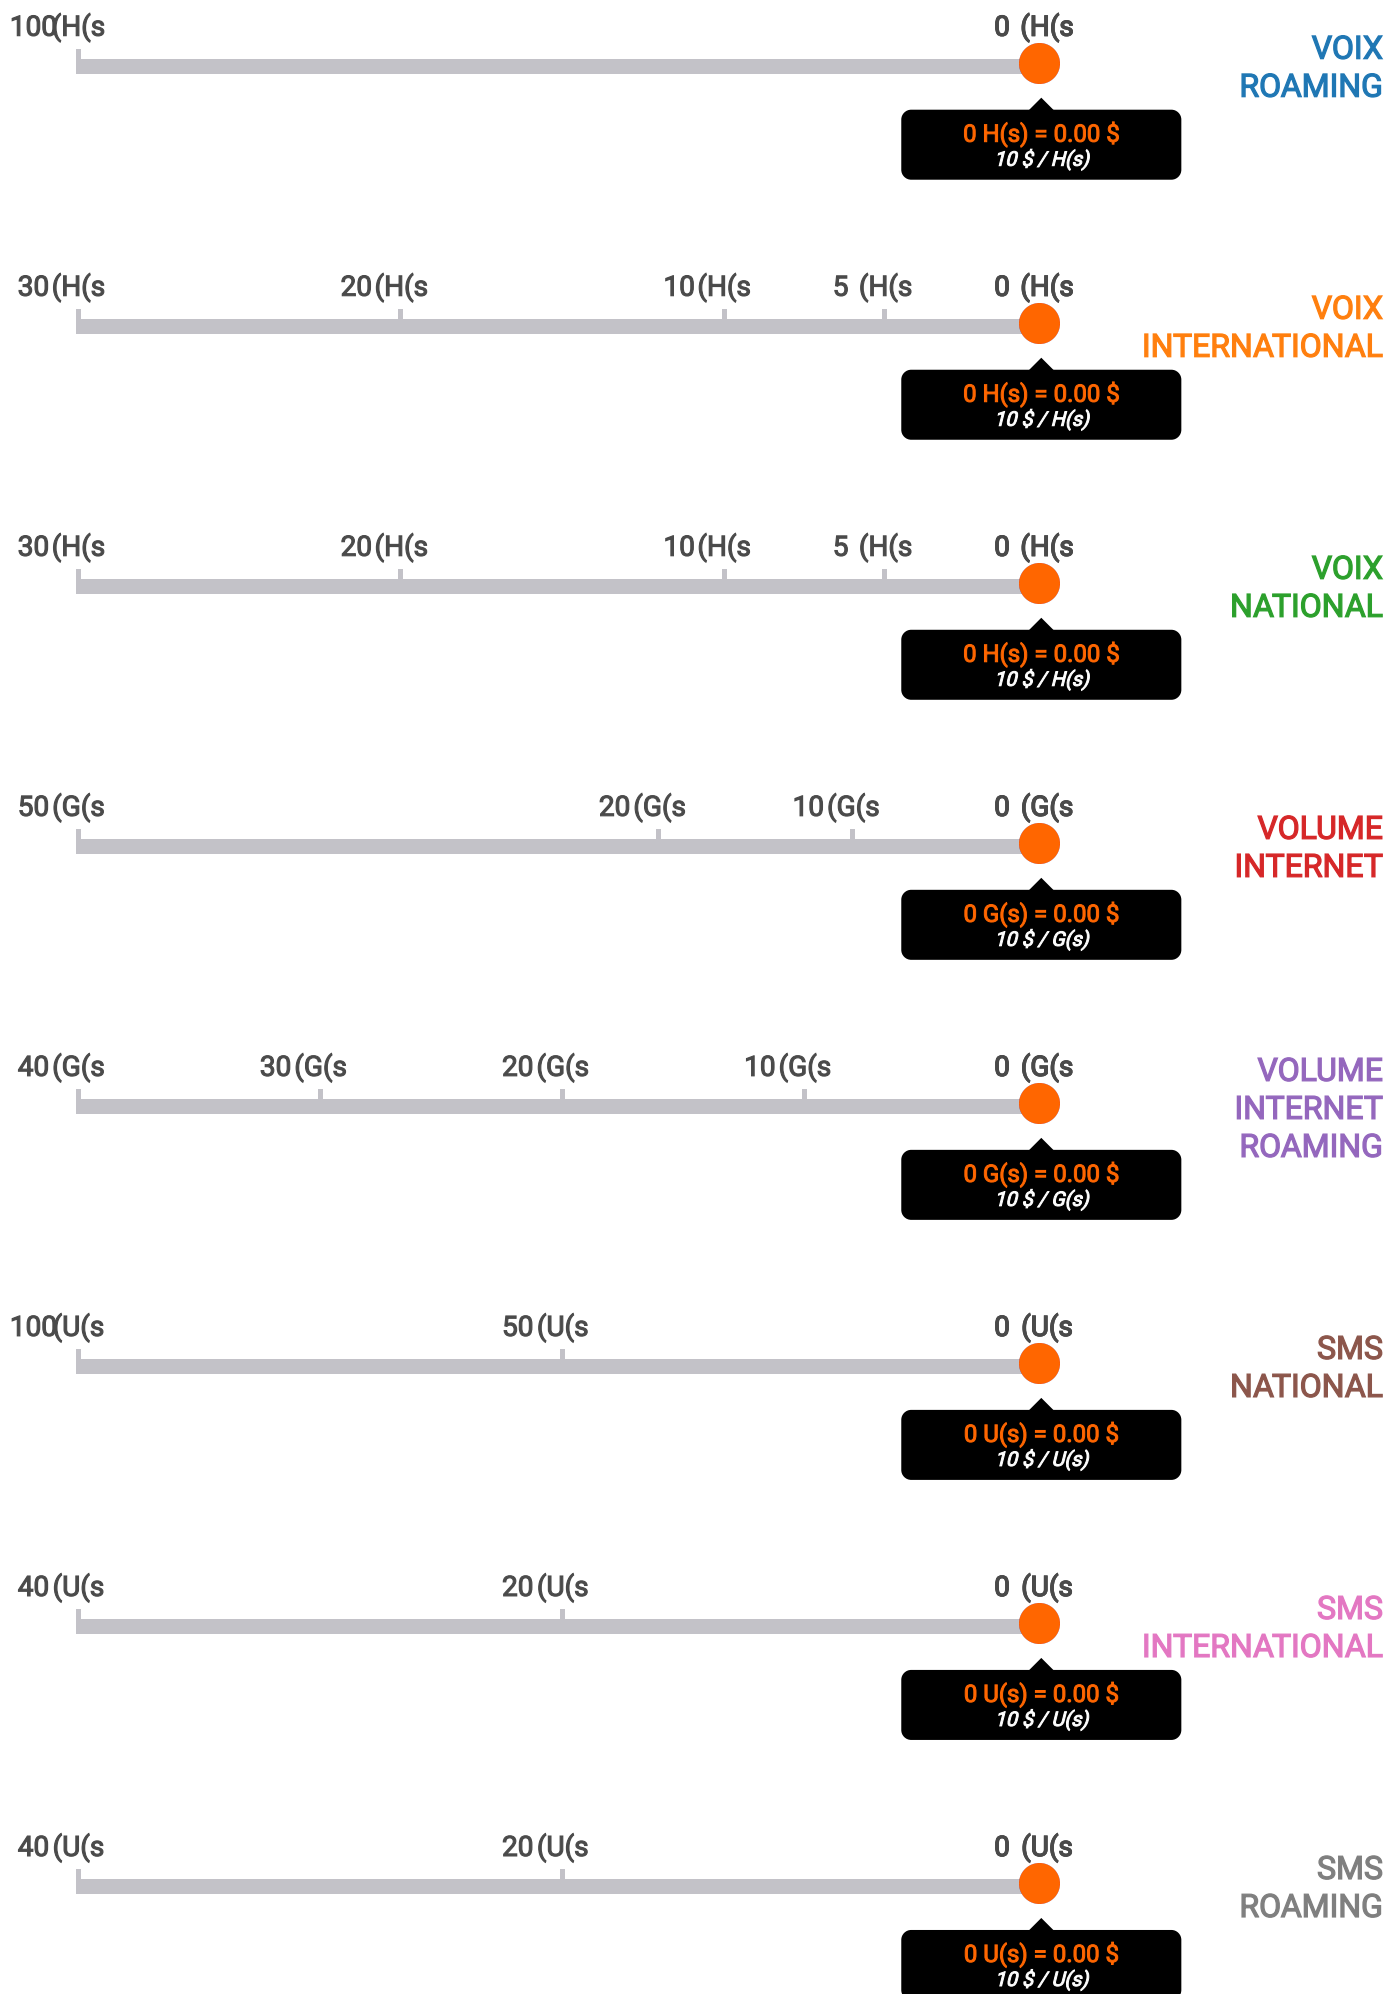 100(H(s 0 (H(s
VOIX
ROAMING
0 H(s) = 0.00 $
10 $ / H(s)
30(H(s 20(H(s 10(H(s 5 (H(s 0 (H(s
VOIX
INTERNATIONAL
0 H(s) = 0.00 $
10 $ / H(s)
30(H(s 20(H(s 10(H(s 5 (H(s 0 (H(s
VOIX
NATIONAL
0 H(s) = 0.00 $
10 $ / H(s)
50(G(s 20(G(s 10(G(s 0 (G(s
VOLUME
INTERNET
0 G(s) = 0.00 $
10 $ / G(s)
40(G(s 30(G(s 20(G(s 10(G(s 0 (G(s
VOLUME
INTERNET
ROAMING
0 G(s) = 0.00 $
10 $ / G(s)
100(U(s 50(U(s 0 (U(s
SMS
NATIONAL
0 U(s) = 0.00 $
10 $ / U(s)
40(U(s 20(U(s 0 (U(s
SMS
INTERNATIONAL
0 U(s) = 0.00 $
10 $ / U(s)
40(U(s 20(U(s 0 (U(s
SMS
ROAMING
0 U(s) = 0.00 $
10 $ / U(s)